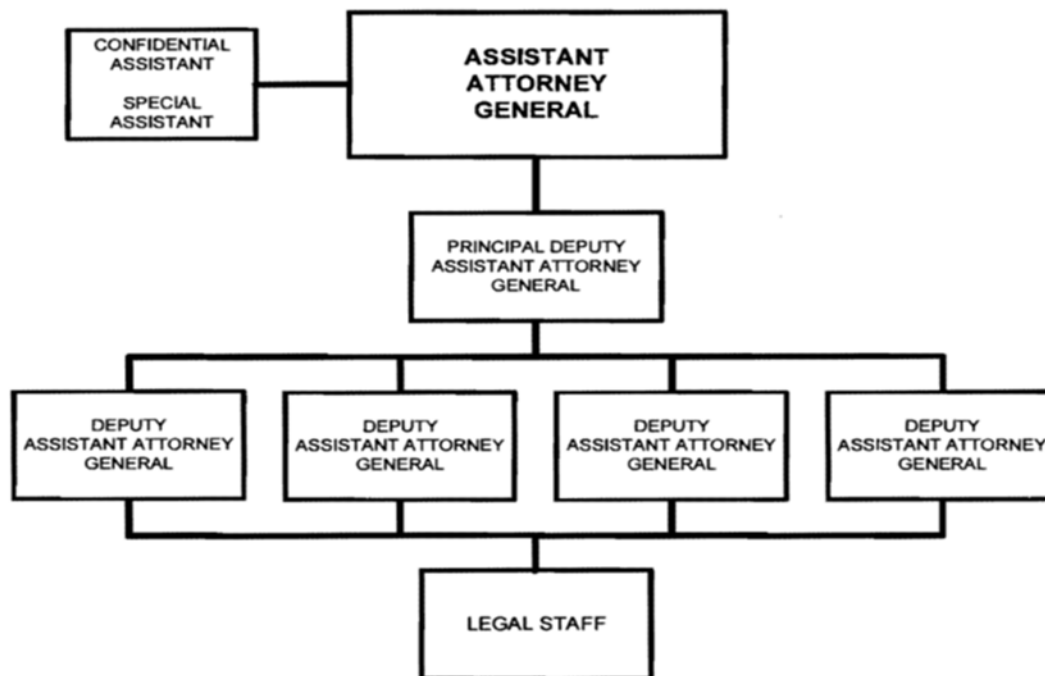 CONFIDENTIAL
ASSISTANT
SPECIAL
ASSISTANT
ASSISTANT
ATTORNEY
GENERAL
PRINCIPAL DEPUTY
ASSISTANT ATTORNEY
GENERAL
DEPUTY
ASSISTANT ATTORNEY
GENERAL
DEPUTY
ASSISTANT ATTORNEY
GENERAL
DEPUTY
ASSISTANT ATTORNEY
GENERAL
DEPUTY
ASSISTANT ATTORNEY
GENERAL
LEGAL STAFF